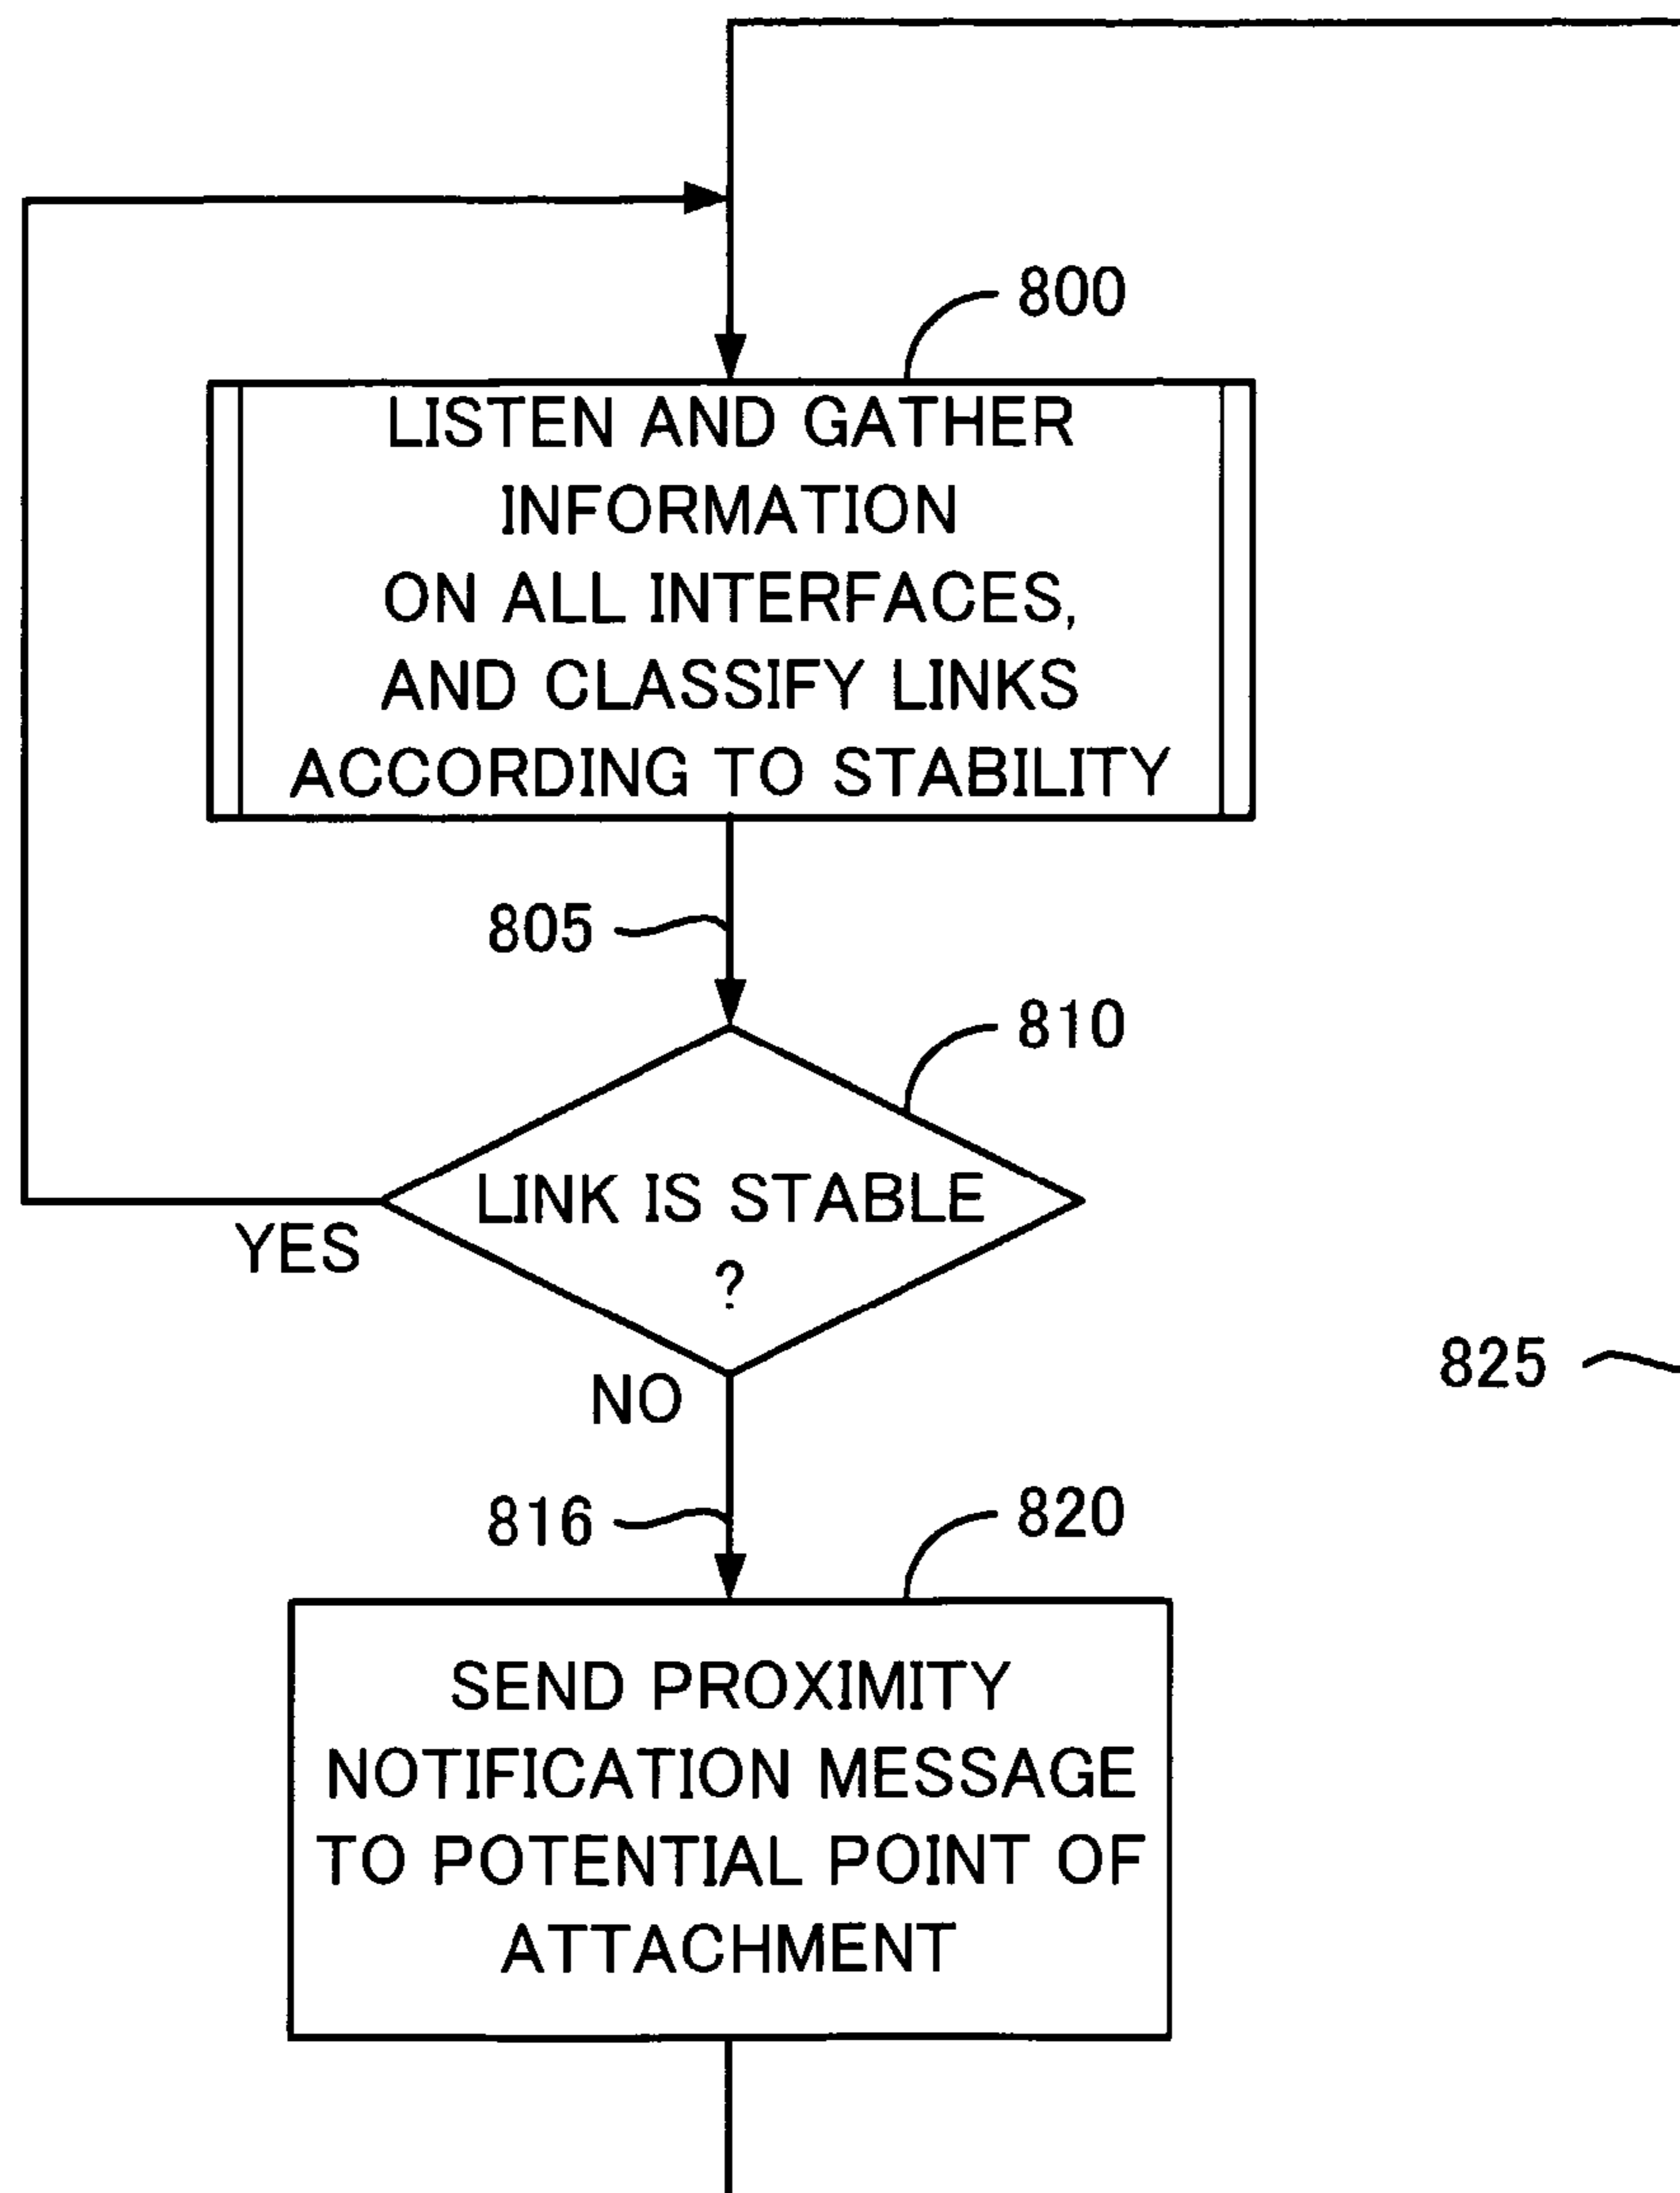 800
LISTEN AND GATHER
INFORMATION
ON ALL INTERFACES,
AND CLASSIFY LINKS
ACCORDING TO STABILITY
805
810
LINK IS STABLE
?
YES
825
NO
816
820
SEND PROXIMITY
NOTIFICATION MESSAGE
TO POTENTIAL POINT OF
ATTACHMENT